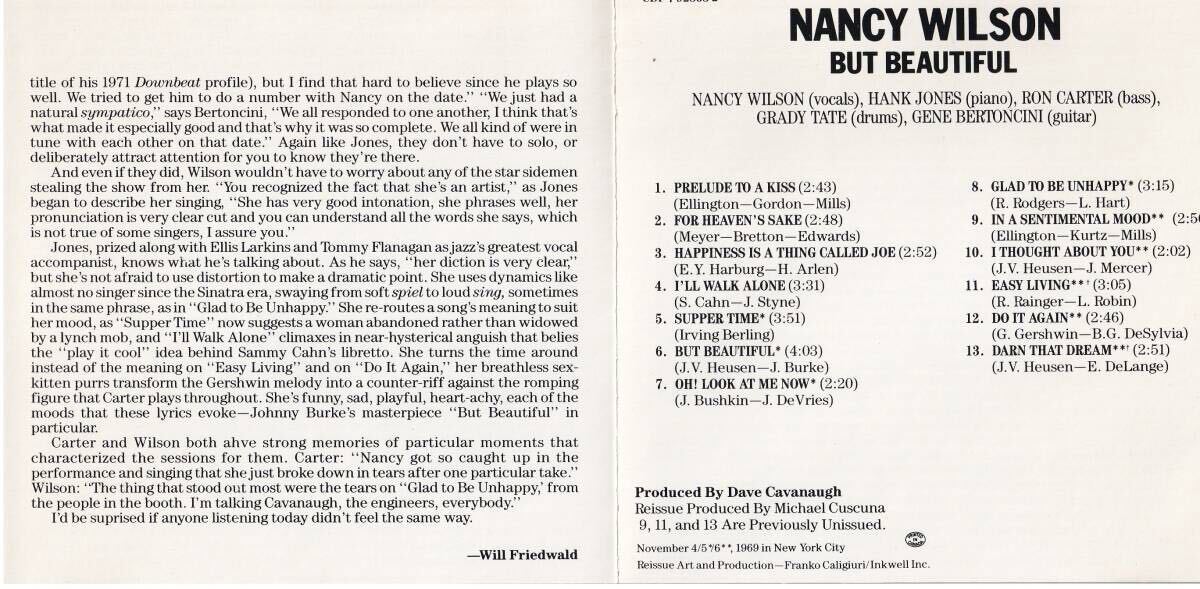 title of his 1971 Downbeat profile), but I find that hard to believe since he plays so
well. We tried to get him to do a number with Nancy on the date.” “We just had a
natural sympatico,” says Bertoncini, “We all responded to one another, I think that’s
what made it especially good and that’s why it was so complete. We all kind of were in
tune with each other on that date.” Again like Jones, they don’t have to solo, or
deliberately attract attention for you to know they’re there.
And even if they did, Wilson wouldn’t have to worry about any of the star sidemen
stealing the show from her. “You recognized the fact that she’s an artist,” as Jones
began to describe her singing, “She has very good intonation, she phrases well, her
pronunciation is very clear cut and you can understand all the words she says, which
is not true of some singers, I assure you.”
Jones, prized along with Ellis Larkins and Tommy Flanagan as jazz’s greatest vocal
accompanist, knows what he’s talking about. As he says, “her diction is very clear,”
but she’s not afraid to use distortion to make a dramatic point. She uses dynamics like
almost no singer since the Sinatra era, swaying from soft spiel to loud sing, sometimes
in the same phrase, as in “Glad to Be Unhappy.” She re-routes a song’s meaning to suit
her mood, as “Supper Time” now suggests a woman abandoned rather than widowed
by a lynch mob, and “I’ll Walk Alone” climaxes in near-hysterical anguish that belies
the “play it cool” idea behind Sammy Cahn’s libretto. She turns the time around
instead of the meaning on “Easy Living” and on “Do It Again,” her breathless sex-
kitten purrs transform the Gershwin melody into a counter-riff against the romping
figure that Carter plays throughout. She’s funny, sad, playful, heart-achy, each of the
moods that these lyrics evoke—Johnny Burke’s masterpiece “But Beautiful” in
particular.
Carter and Wilson both ahve strong memories of particular moments that
characterized the sessions for them. Carter: “Nancy got so caught up in the
performance and singing that she just broke down in tears after one particular take.”
Wilson: “The thing that stood out most were the tears on “Glad to Be Unhappy,’ from
the people in the booth. I’m talking Cavanaugh, the engineers, everybody.”
I’d be suprised if anyone listening today didn’t feel the same way.
—Will Friedwald
NANCY WILSON
BUT BEAUTIFUL
NANCY WILSON (vocals), HANK JONES (piano), RON CARTER (bass),
GRADY TATE (drums), GENE BERTONCINI (guitar)
1. PRELUDE TO A KISS (2:43)
(Ellington—Gordon—Mills)
2. FOR HEAVEN’S SAKE (2:48)
(Meyer—Bretton—Edwards)
3. HAPPINESS IS A THING CALLED JOE (2:52)
(E.Y. Harburg—H. Arlen)
4. I’LL WALK ALONE (3:31)
(S. Cahn—J. Styne)
5. SUPPER TIME* (3:51)
(Irving Berling)
6. BUT BEAUTIFUL* (4:03)
(J.V. Heusen—J. Burke)
7. OH! LOOK AT ME NOW* (2:20)
(J. Bushkin—J. DeVries)
8. GLAD TO BE UNHAPPY* (3:15)
(R. Rodgers—L. Hart)
9. IN A SENTIMENTAL MOOD**
(Ellington—Kurtz—Mills)
10. I THOUGHT ABOUT YOU** (2:02)
(J.V. Heusen—J. Mercer)
11. EASY LIVING**† (3:05)
(R. Rainger—L. Robin)
12. DO IT AGAIN** (2:46)
(G. Gershwin—B.G. DeSylvia)
13. DARN THAT DREAM**† (2:51)
(J.V. Heusen—E. DeLange)
Produced By Dave Cavanaugh
Reissue Produced By Michael Cuscuna
9, 11, and 13 Are Previously Unissued.
November 4/5*/6**, 1969 in New York City
Reissue Art and Production—Franko Caligiuri/Inkwell Inc.